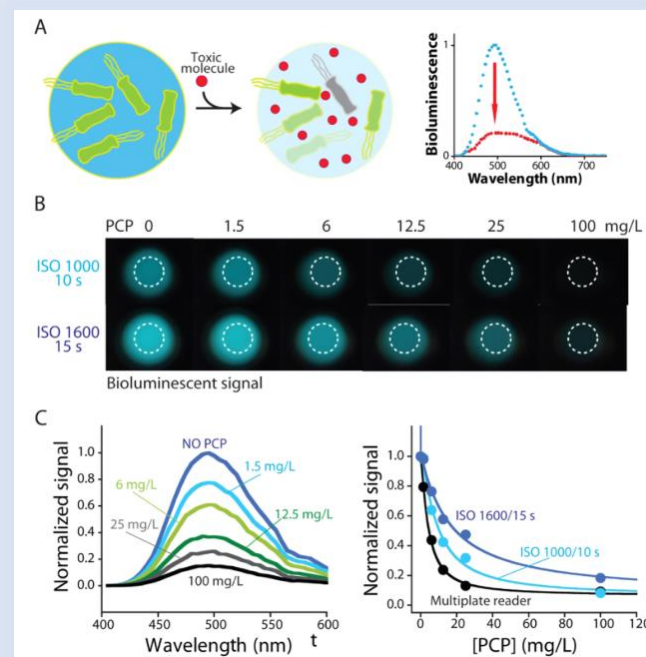 A
Toxic
molecule
Bioluminescence
1
0
400
500
600
700
Wavelength (nm)
B
PCP 0 1.5 6 12.5 25 100 mg/L
ISO 1000
10 s
ISO 1600
15 s
Bioluminescent signal
C
Normalized signal
1.0
0.8
0.6
0.4
0.2
0.0
NO PCP
1.5 mg/L
6 mg/L
12.5 mg/L
25 mg/L
100 mg/L
400 500 600
Wavelength (nm) t
Normalized signal
1.0
0.8
0.6
0.4
0.2
0.0
ISO 1600/15 s
ISO 1000/10 s
Multiplate reader
0 20 40 60 80 100 120
[PCP] (mg/L)